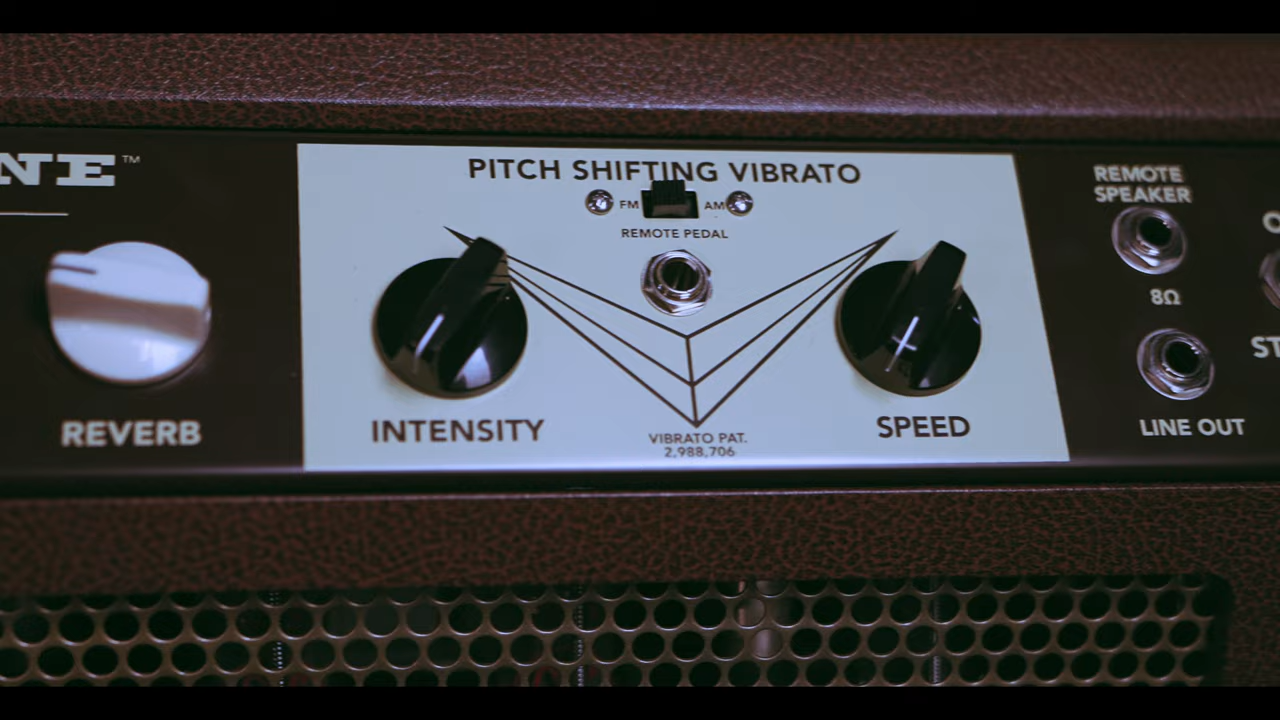 NE™
PITCH SHIFTING VIBRATO
FM AM
REMOTE PEDAL
REVERB
INTENSITY
VIBRATO PAT.
2,988,706
SPEED
REMOTE
SPEAKER
8Ω
LINE OUT
O
ST